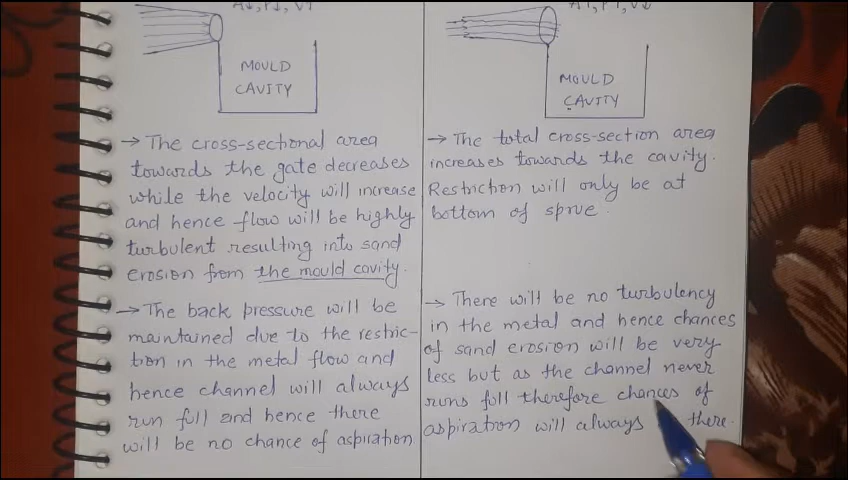 MOULD
CAVITY
→ The cross-sectional area
towards the gate decreases
while the velocity will increase
and hence flow will be highly
turbulent resulting into sand
erosion from the mould cavity.
→ The back pressure will be
maintained due to the restric-
tion in the metal flow and
hence channel will always
run full and hence there
will be no chance of aspiration
MOULD
CAVITY
→ The total cross-section area
increases towards the cavity.
Restriction will only be at
bottom of sprue.
→ There will be no turbulency
in the metal and hence chances
of sand erosion will be very
less but as the channel never
runs full therefore chances of
aspiration will always there.